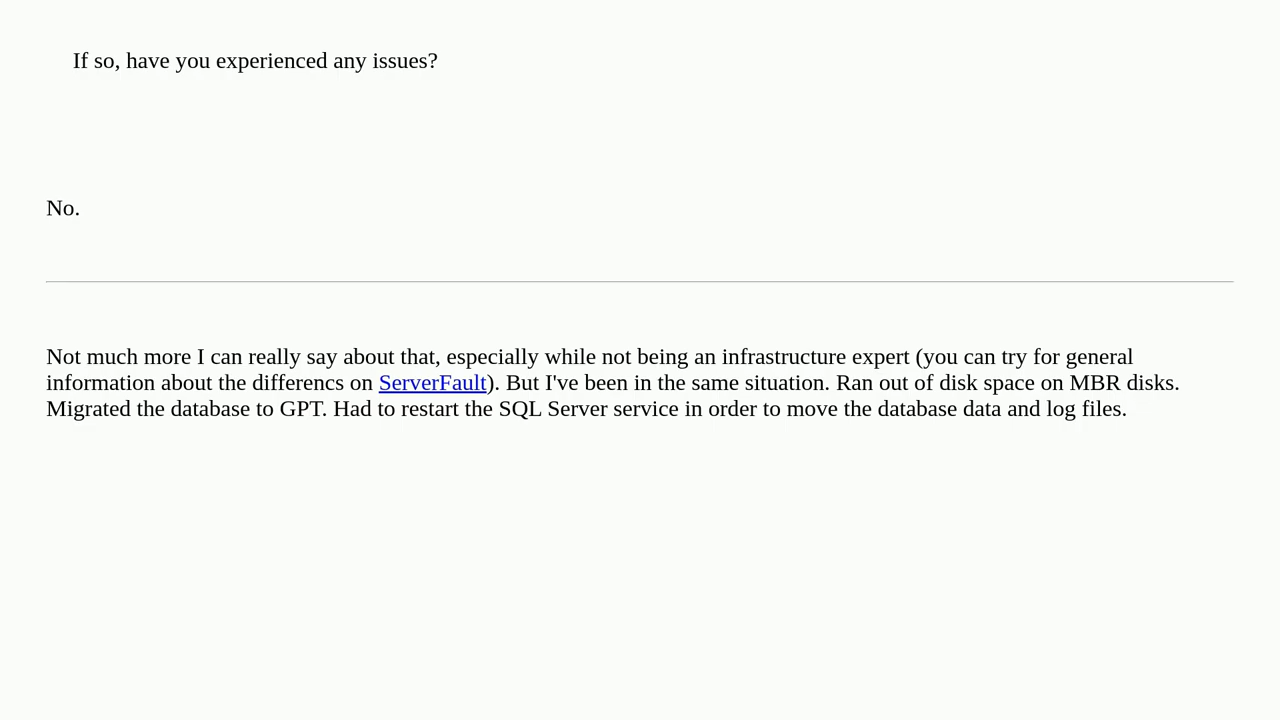 If so, have you experienced any issues?
No.
Not much more I can really say about that, especially while not being an infrastructure expert (you can try for general
information about the differencs on ServerFault). But I've been in the same situation. Ran out of disk space on MBR disks.
Migrated the database to GPT. Had to restart the SQL Server service in order to move the database data and log files.